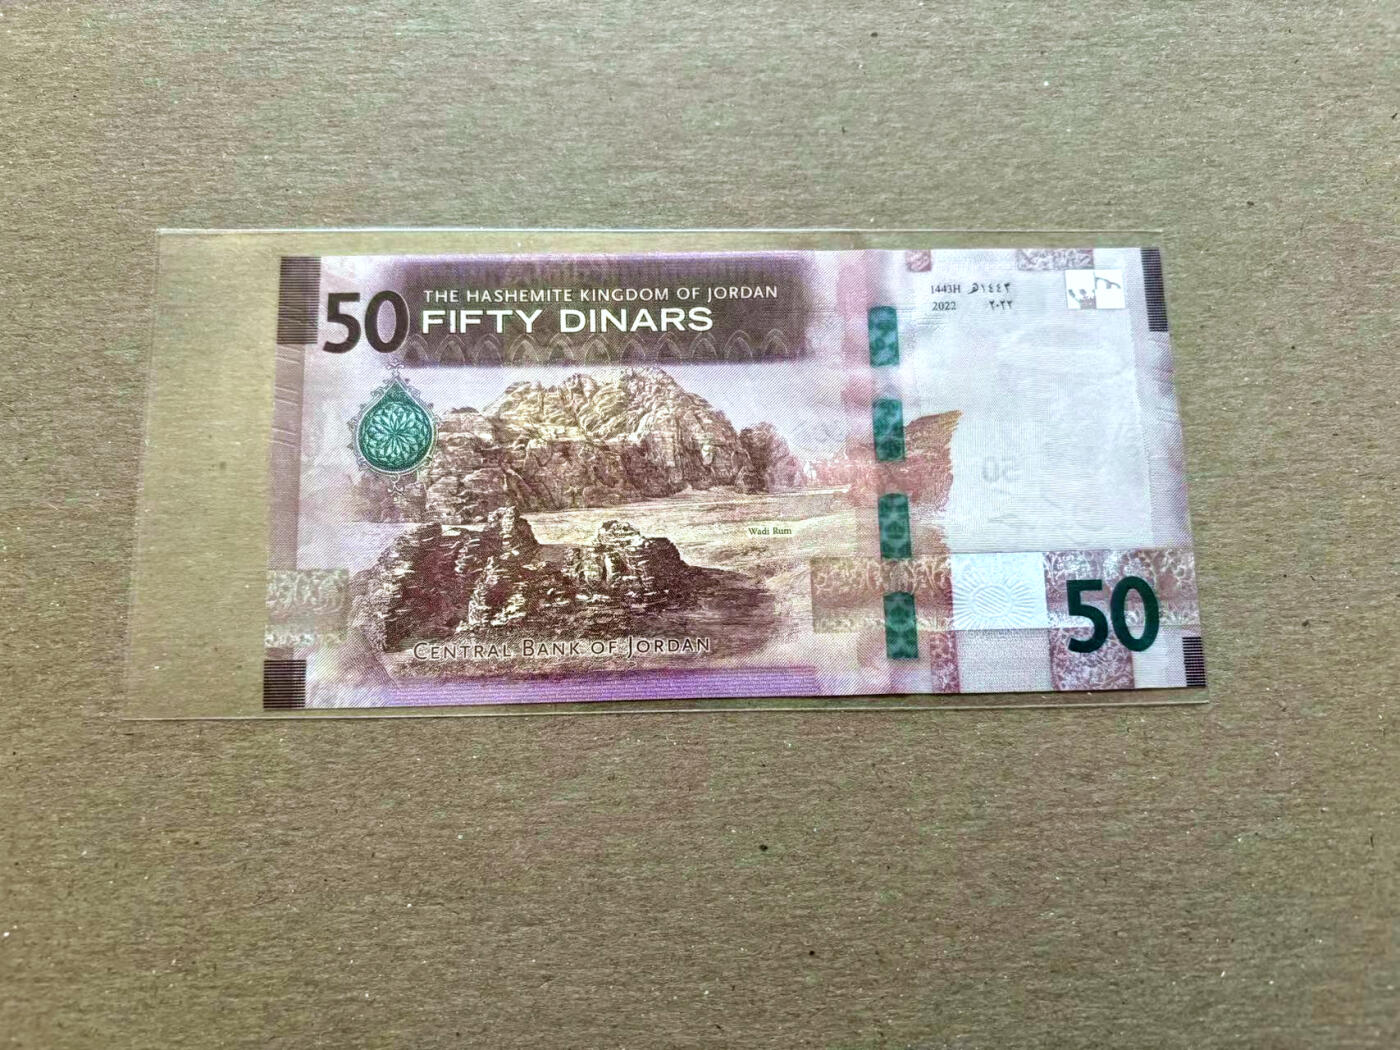 50
THE HASHEMITE KINGDOM OF JORDAN
FIFTY DINARS
1443H ١٤٤٣هـ
2022 ٢٠٢٢
50
Wadi Rum
CENTRAL BANK OF JORDAN
50